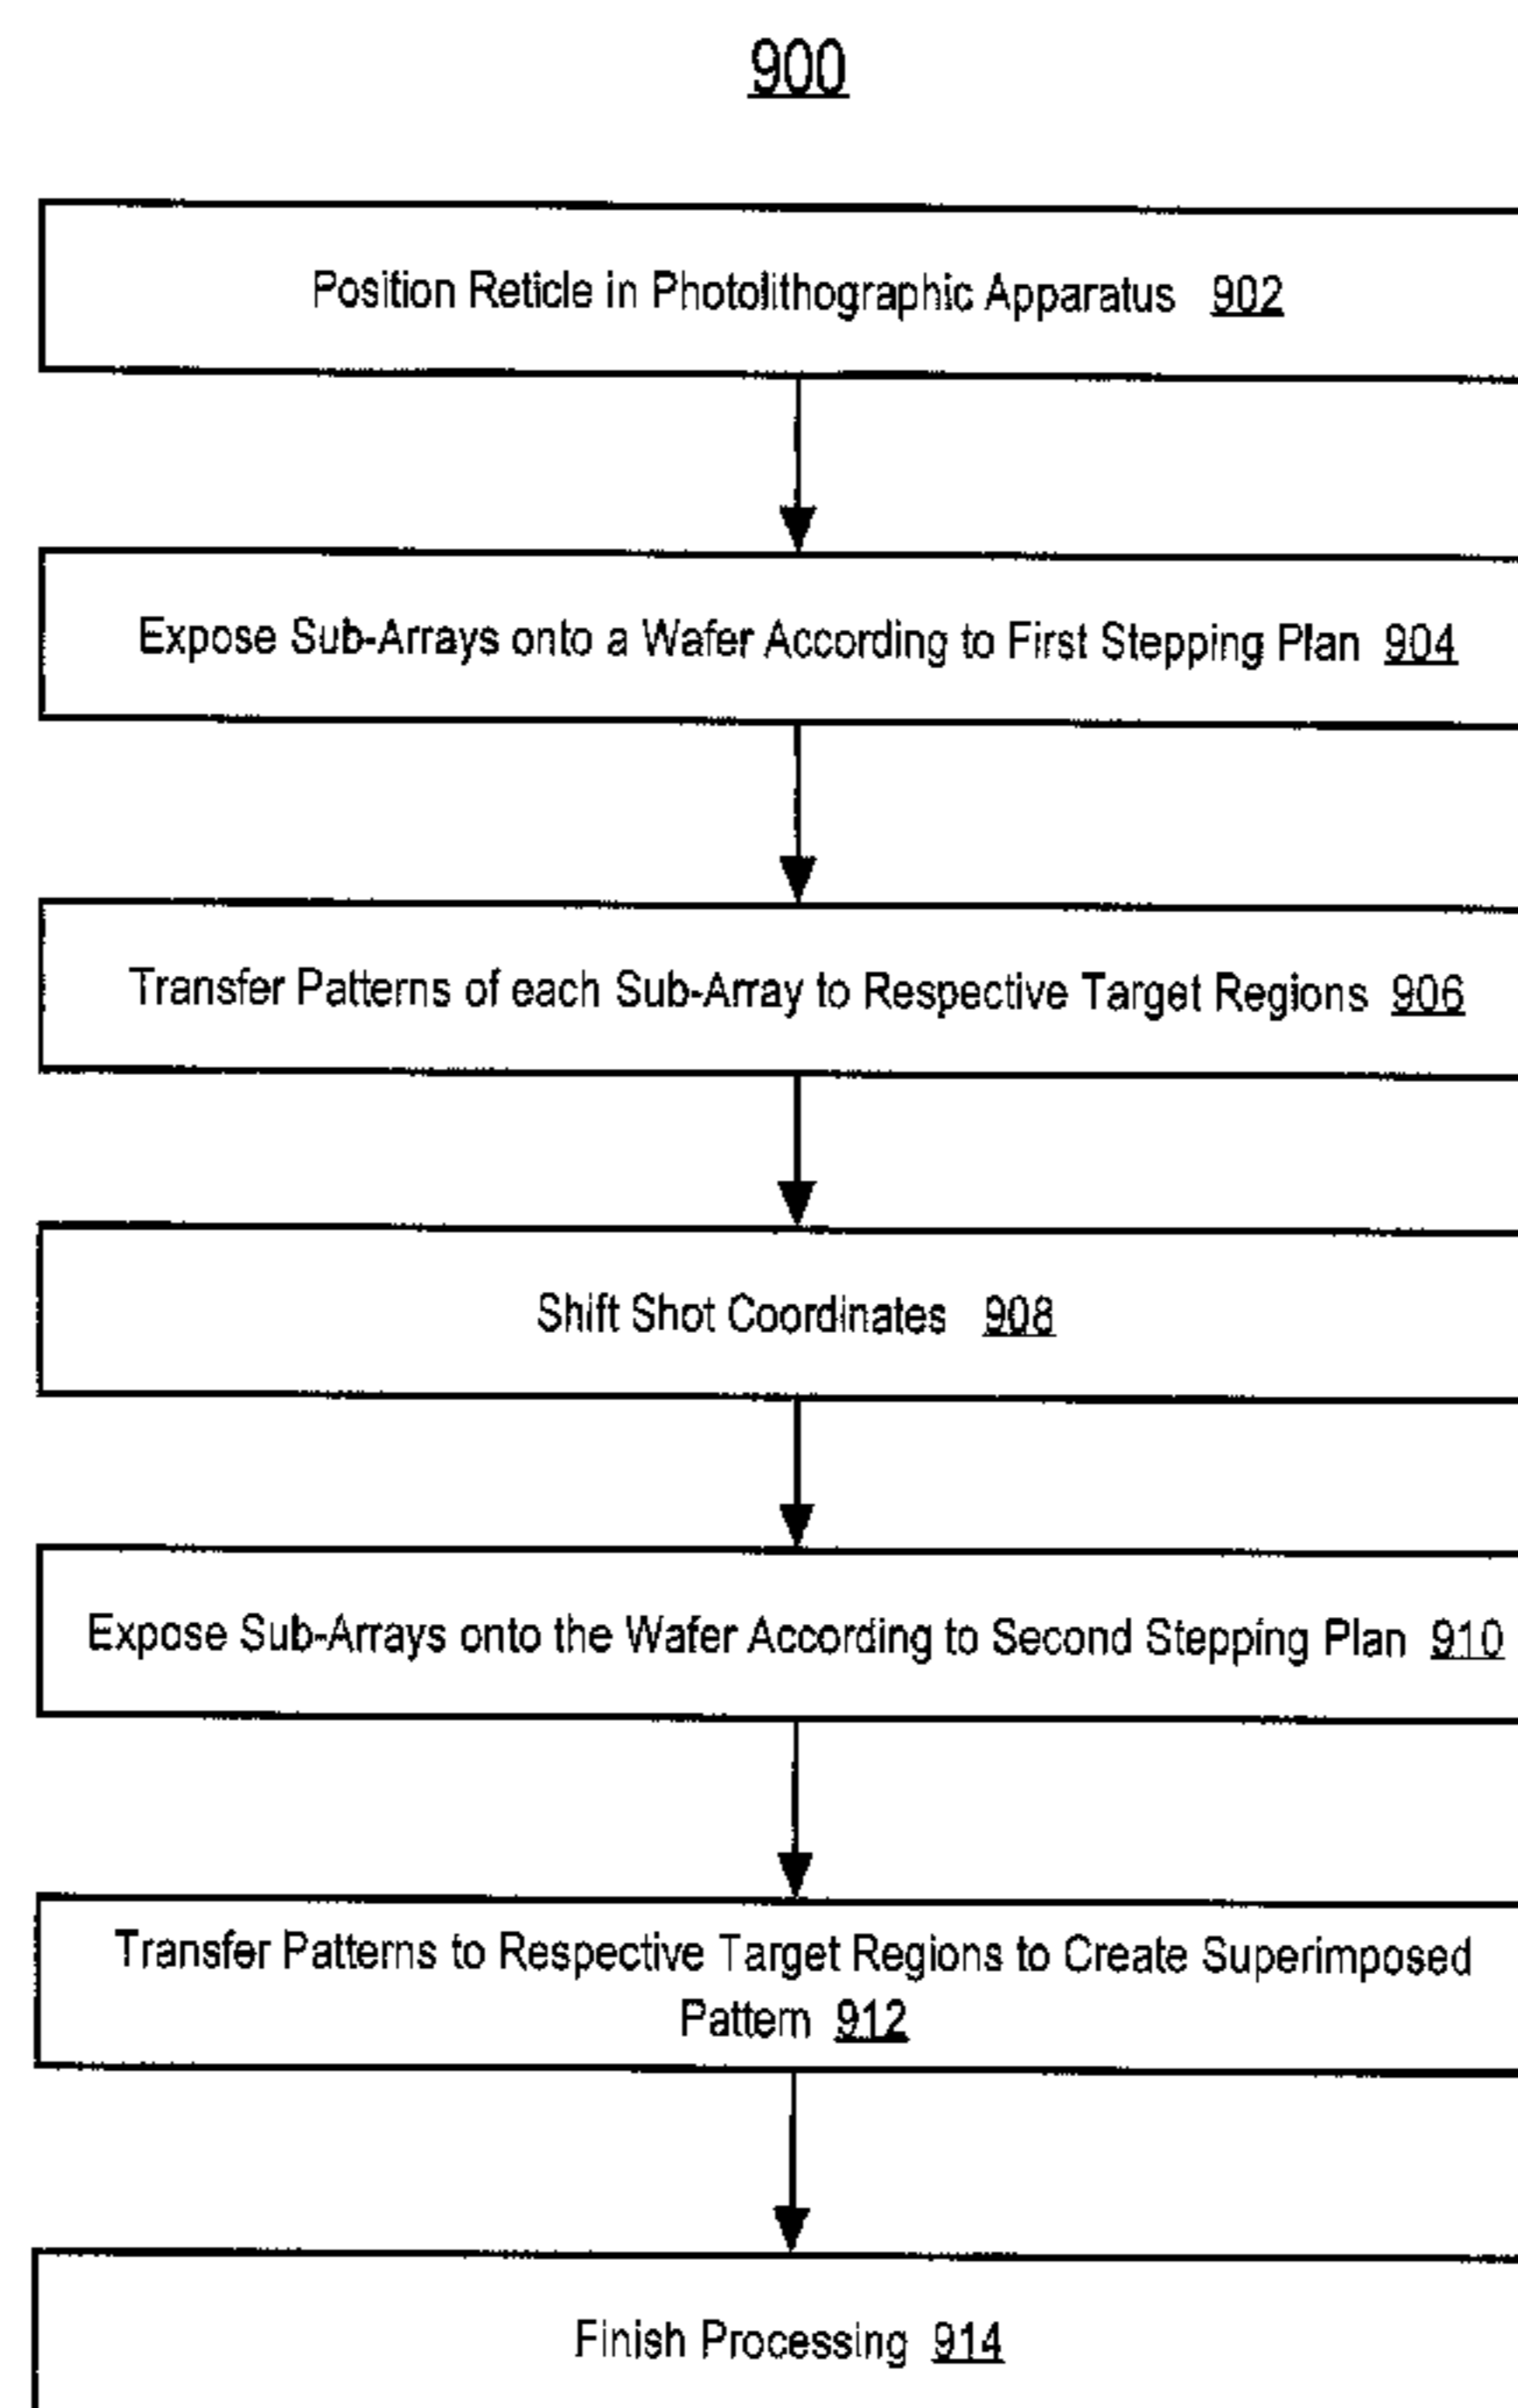 900
Position Reticle in Photolithographic Apparatus 902
Expose Sub-Arrays onto a Wafer According to First Stepping Plan 904
Transfer Patterns of each Sub-Array to Respective Target Regions 906
Shift Shot Coordinates 908
Expose Sub-Arrays onto the Wafer According to Second Stepping Plan 910
Transfer Patterns to Respective Target Regions to Create Superimposed
Pattern 912
Finish Processing 914